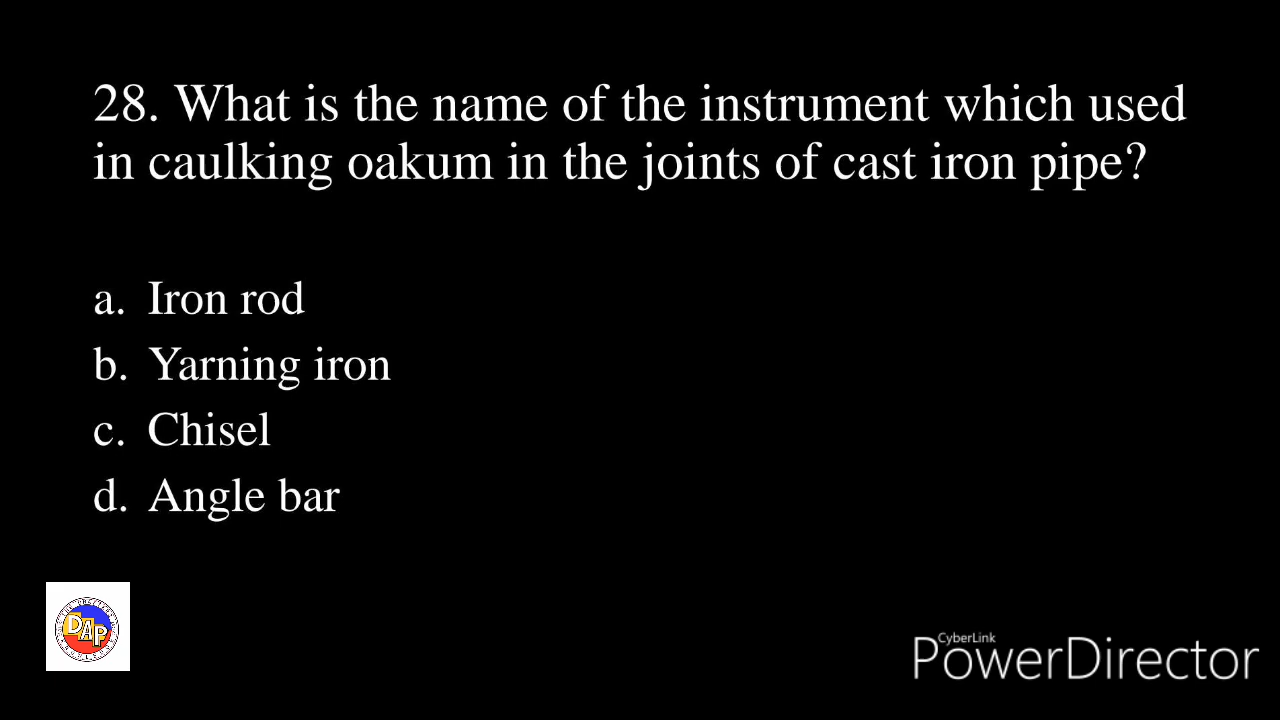 28. What is the name of the instrument which used
in caulking oakum in the joints of cast iron pipe?
a. Iron rod
b. Yarning iron
c. Chisel
d. Angle bar
DAP
CyberLink
PowerDirector